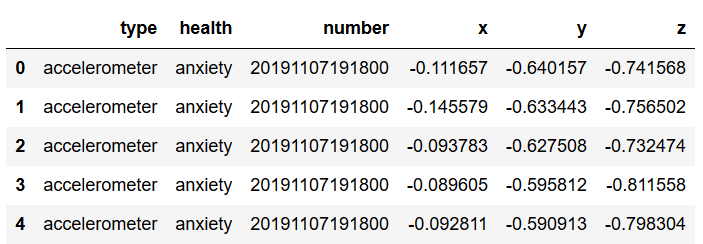 type health number x y z
0 accelerometer anxiety 20191107191800 -0.111657 -0.640157 -0.741568
1 accelerometer anxiety 20191107191800 -0.145579 -0.633443 -0.756502
2 accelerometer anxiety 20191107191800 -0.093783 -0.627508 -0.732474
3 accelerometer anxiety 20191107191800 -0.089605 -0.595812 -0.811558
4 accelerometer anxiety 20191107191800 -0.092811 -0.590913 -0.798304